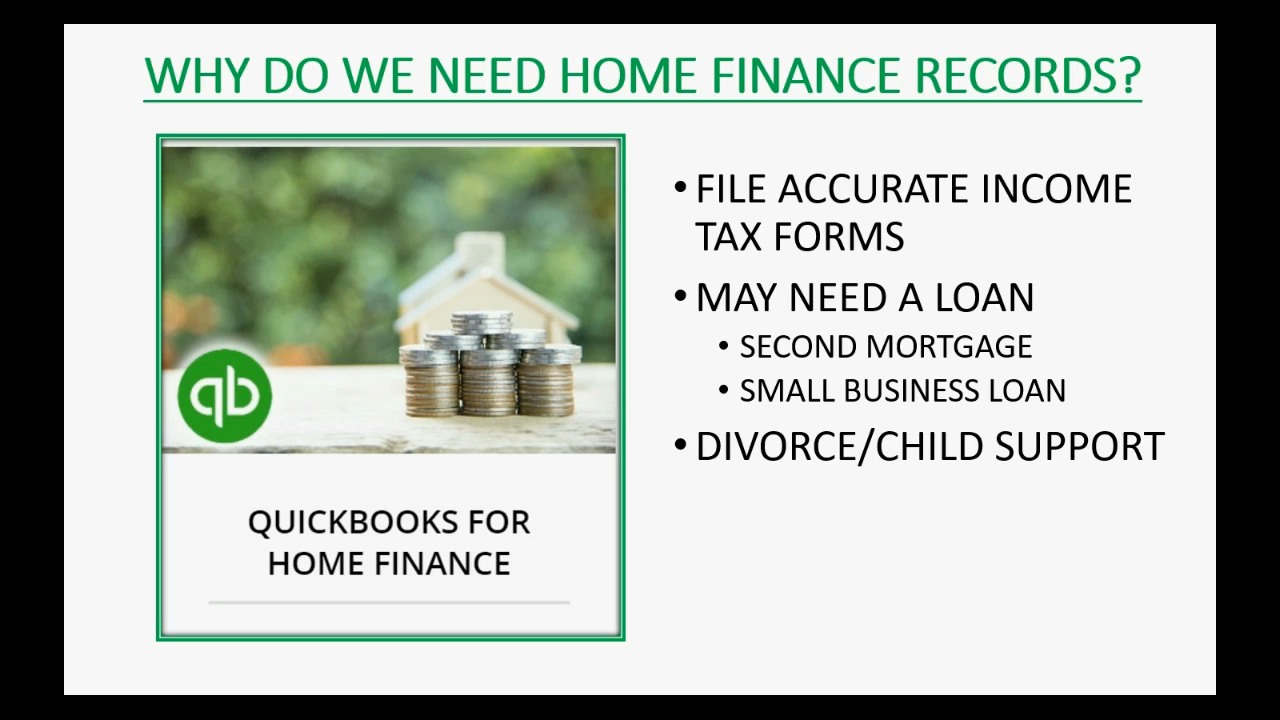 WHY DO WE NEED HOME FINANCE RECORDS?
qb
QUICKBOOKS FOR
HOME FINANCE
• FILE ACCURATE INCOME
TAX FORMS
• MAY NEED A LOAN
• SECOND MORTGAGE
• SMALL BUSINESS LOAN
• DIVORCE/CHILD SUPPORT